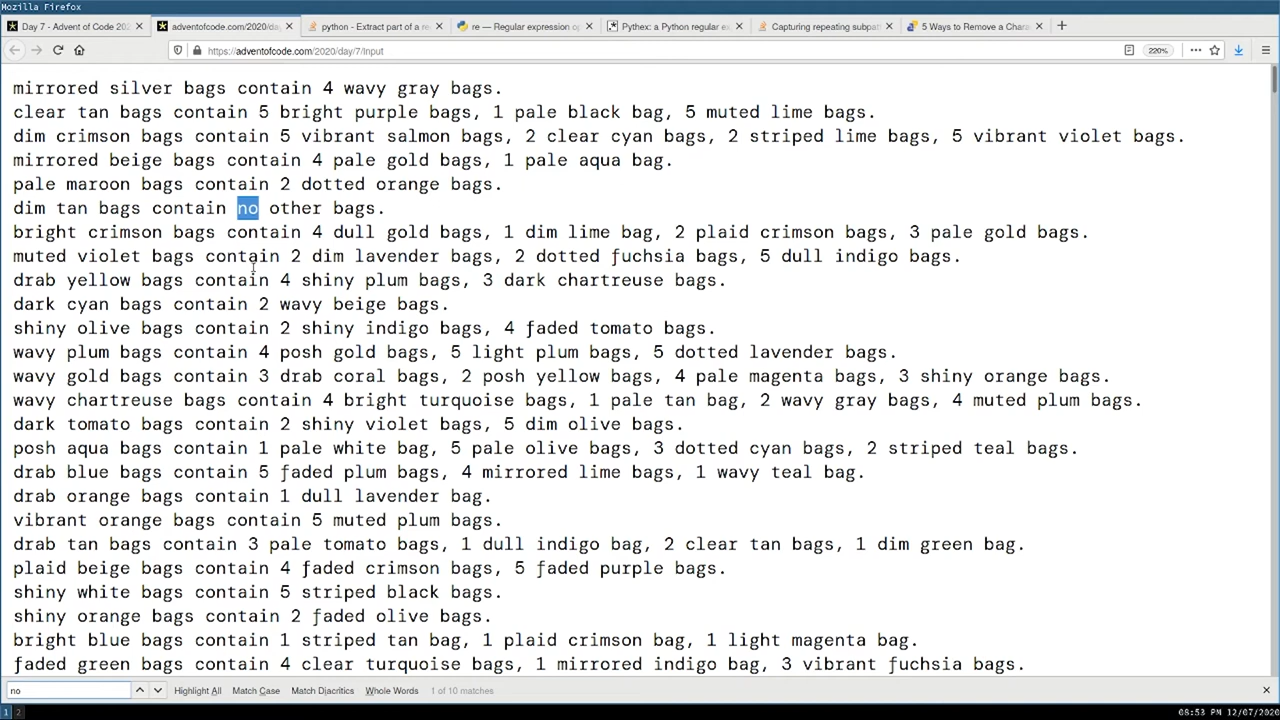 Mozilla Firefox
Day 7 - Advent of Code 202
adventofcode.com/2020/day
python - Extract part of a re
re — Regular expression o
Pythex: a Python regular ex
Capturing repeating subpatt
5 Ways to Remove a Chara
https://adventofcode.com/2020/day/7/input
220%
mirrored silver bags contain 4 wavy gray bags.
clear tan bags contain 5 bright purple bags, 1 pale black bag, 5 muted lime bags.
dim crimson bags contain 5 vibrant salmon bags, 2 clear cyan bags, 2 striped lime bags, 5 vibrant violet bags.
mirrored beige bags contain 4 pale gold bags, 1 pale aqua bag.
pale maroon bags contain 2 dotted orange bags.
dim tan bags contain no other bags.
bright crimson bags contain 4 dull gold bags, 1 dim lime bag, 2 plaid crimson bags, 3 pale gold bags.
muted violet bags contain 2 dim lavender bags, 2 dotted fuchsia bags, 5 dull indigo bags.
drab yellow bags contain 4 shiny plum bags, 3 dark chartreuse bags.
dark cyan bags contain 2 wavy beige bags.
shiny olive bags contain 2 shiny indigo bags, 4 faded tomato bags.
wavy plum bags contain 4 posh gold bags, 5 light plum bags, 5 dotted lavender bags.
wavy gold bags contain 3 drab coral bags, 2 posh yellow bags, 4 pale magenta bags, 3 shiny orange bags.
wavy chartreuse bags contain 4 bright turquoise bags, 1 pale tan bag, 2 wavy gray bags, 4 muted plum bags.
dark tomato bags contain 2 shiny violet bags, 5 dim olive bags.
posh aqua bags contain 1 pale white bag, 5 pale olive bags, 3 dotted cyan bags, 2 striped teal bags.
drab blue bags contain 5 faded plum bags, 4 mirrored lime bags, 1 wavy teal bag.
drab orange bags contain 1 dull lavender bag.
vibrant orange bags contain 5 muted plum bags.
drab tan bags contain 3 pale tomato bags, 1 dull indigo bag, 2 clear tan bags, 1 dim green bag.
plaid beige bags contain 4 faded crimson bags, 5 faded purple bags.
shiny white bags contain 5 striped black bags.
shiny orange bags contain 2 faded olive bags.
bright blue bags contain 1 striped tan bag, 1 plaid crimson bag, 1 light magenta bag.
faded green bags contain 4 clear turquoise bags, 1 mirrored indigo bag, 3 vibrant fuchsia bags.
no
Highlight All
Match Case
Match Diacritics
Whole Words
1 of 10 matches
1 2
08:53 PM 12/07/2020